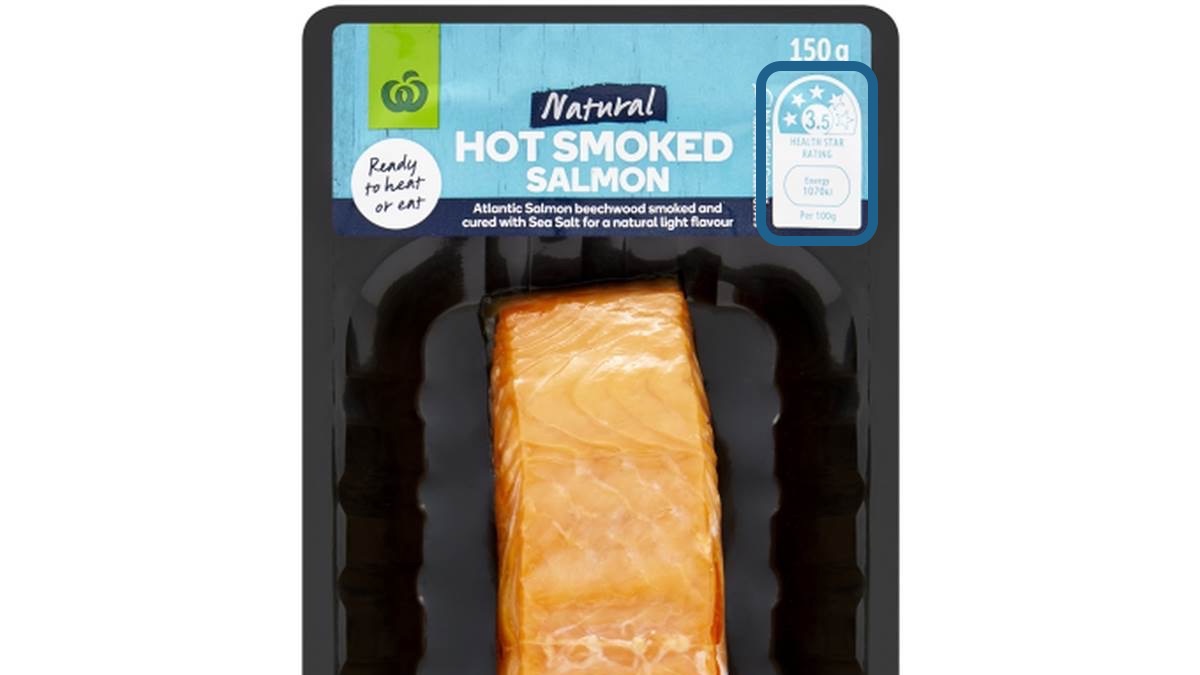 150 g
Natural
HOT SMOKED
SALMON
Ready
to heat
or eat
Atlantic Salmon beechwood smoked and
cured with Sea Salt for a natural light flavour
3.5
HEALTH STAR
RATING
Energy
1070kJ
Per 100g